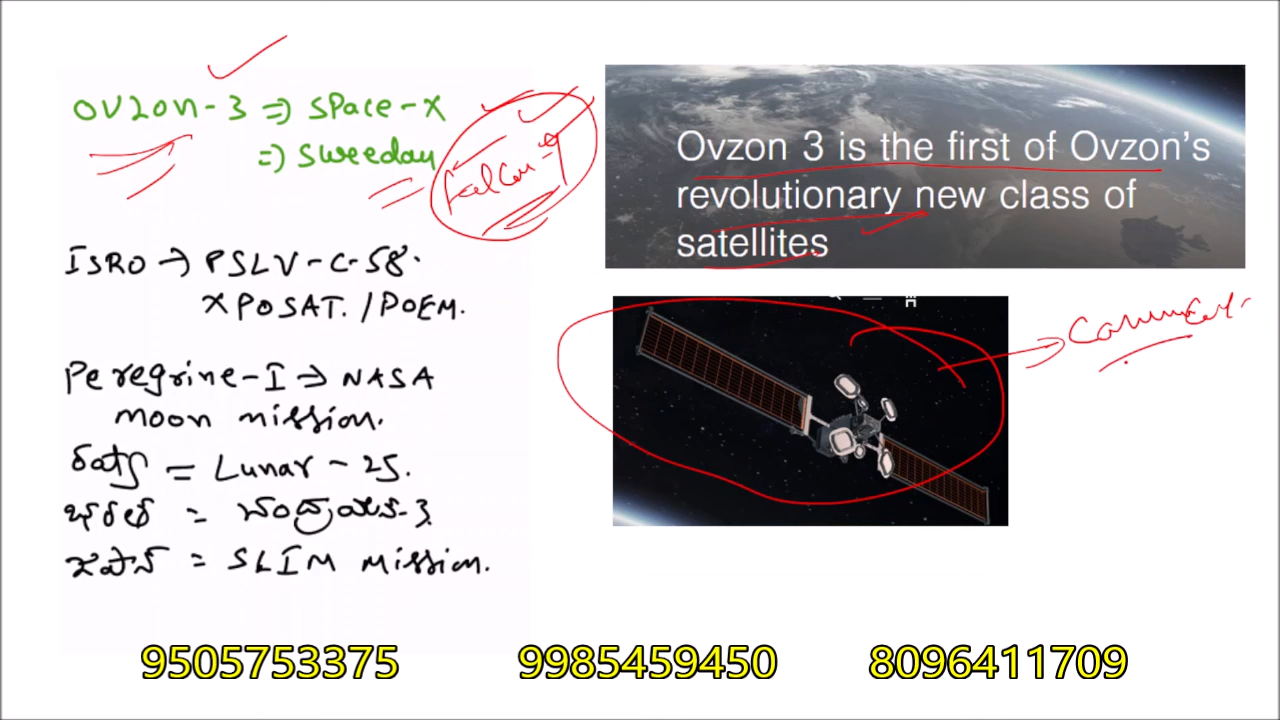 OVZON-3 => SPace-X
=> Sweedan
falcon-9
ISRO → PSLV-C-58.
XPOSAT. /POEM.
Peregrine-I → NASA
moon mission.
రష్యా = Lunar-25.
భారత్ = చంద్రయాన్-3
జపాన్ = SLIM Mission.
Ovzon 3 is the first of Ovzon's
revolutionary new class of
satellites
9505753375 9985459450 8096411709